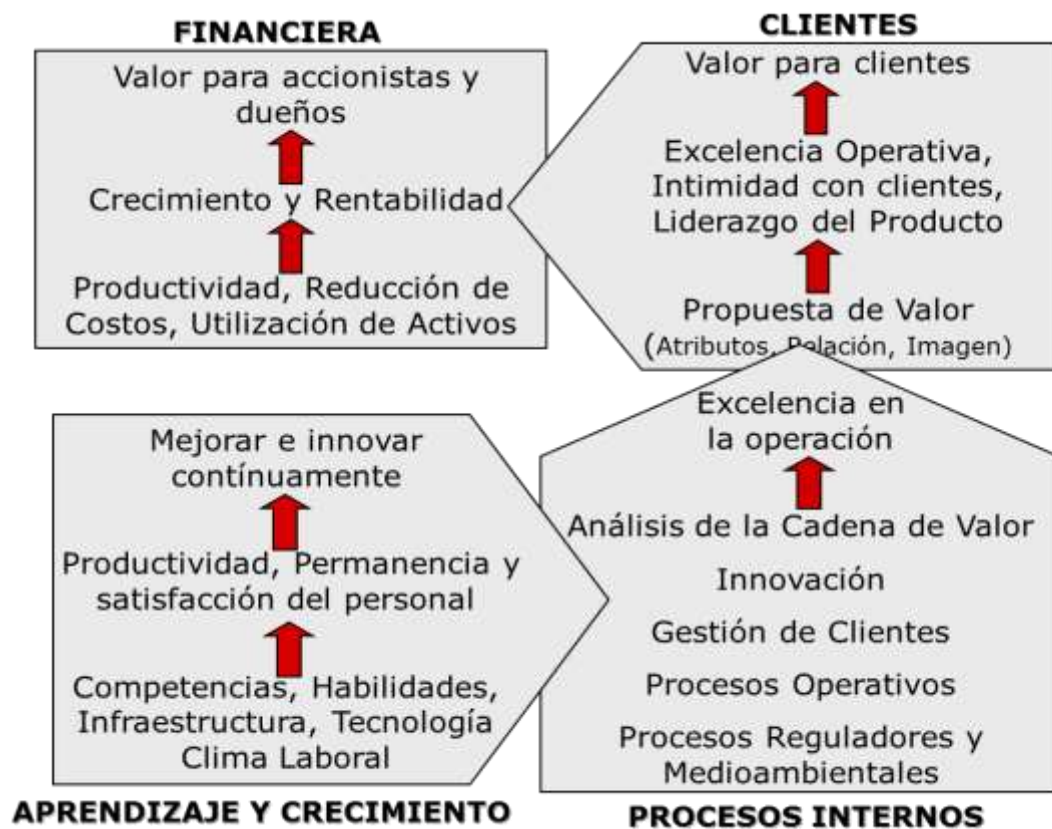 FINANCIERA
Valor para accionistas y
dueños
Crecimiento y Rentabilidad
Productividad, Reducción de
Costos, Utilización de Activos
CLIENTES
Valor para clientes
Excelencia Operativa,
Intimidad con clientes,
Liderazgo del Producto
Propuesta de Valor
(Atributos, Relación, Imagen)
Mejorar e innovar
contínuamente
Productividad, Permanencia y
satisfacción del personal
Competencias, Habilidades,
Infraestructura, Tecnología
Clima Laboral
APRENDIZAJE Y CRECIMIENTO
Excelencia en
la operación
Análisis de la Cadena de Valor
Innovación
Gestión de Clientes
Procesos Operativos
Procesos Reguladores y
Medioambientales
PROCESOS INTERNOS